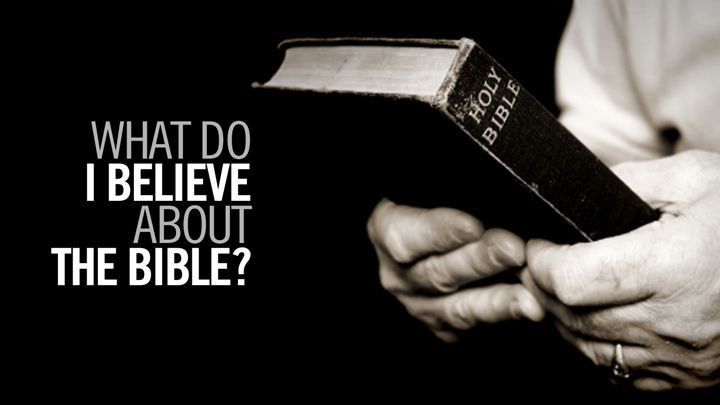 WHAT DO
I BELIEVE
ABOUT
THE BIBLE?
HOLY
BIBLE